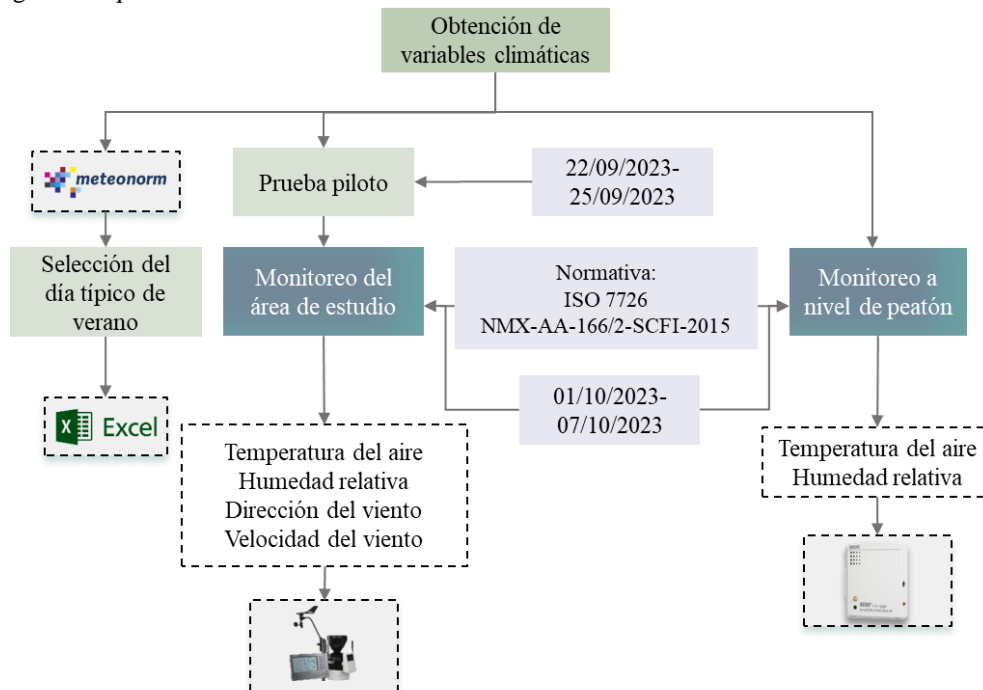 Obtención de
variables climáticas
meteonorm
Prueba piloto
22/09/2023-
25/09/2023
Selección del
día típico de
verano
Monitoreo del
área de estudio
Normativa:
ISO 7726
NMX-AA-166/2-SCFI-2015
Monitoreo a
nivel de peatón
01/10/2023-
07/10/2023
Excel
Temperatura del aire
Humedad relativa
Dirección del viento
Velocidad del viento
Temperatura del aire
Humedad relativa